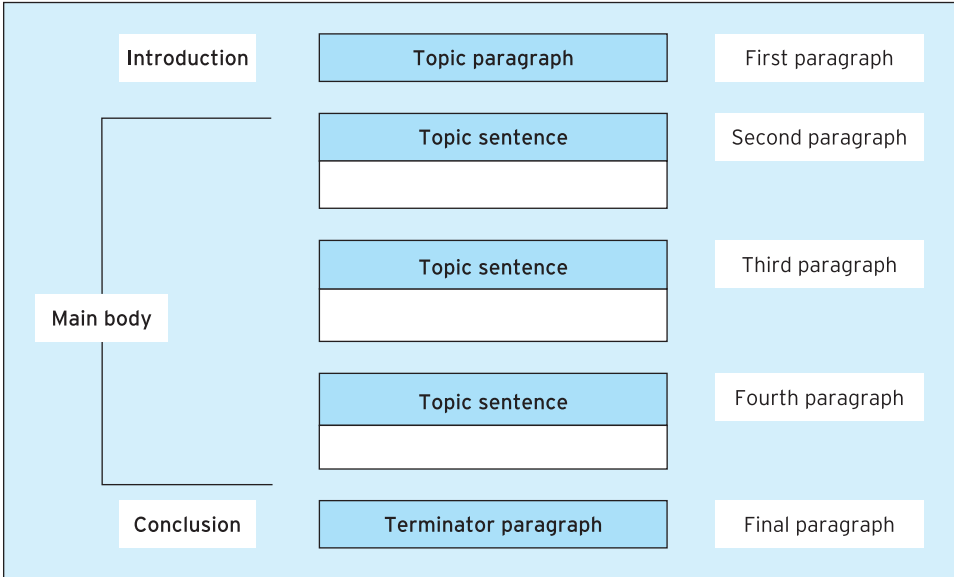 Introduction
Topic paragraph
First paragraph
Topic sentence
Second paragraph
Topic sentence
Third paragraph
Main body
Topic sentence
Fourth paragraph
Conclusion
Terminator paragraph
Final paragraph